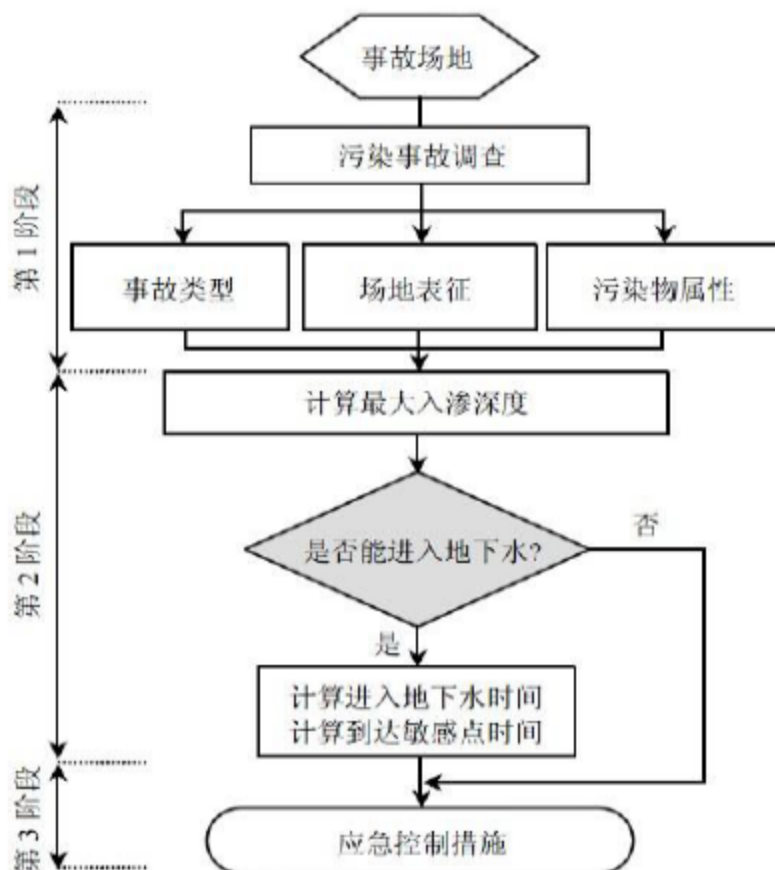 事故场地
第1阶段
污染事故调查
事故类型
场地表征
污染物属性
第2阶段
计算最大入渗深度
是否能进入地下水?
否
是
计算进入地下水时间
计算到达敏感点时间
第3阶段
应急控制措施